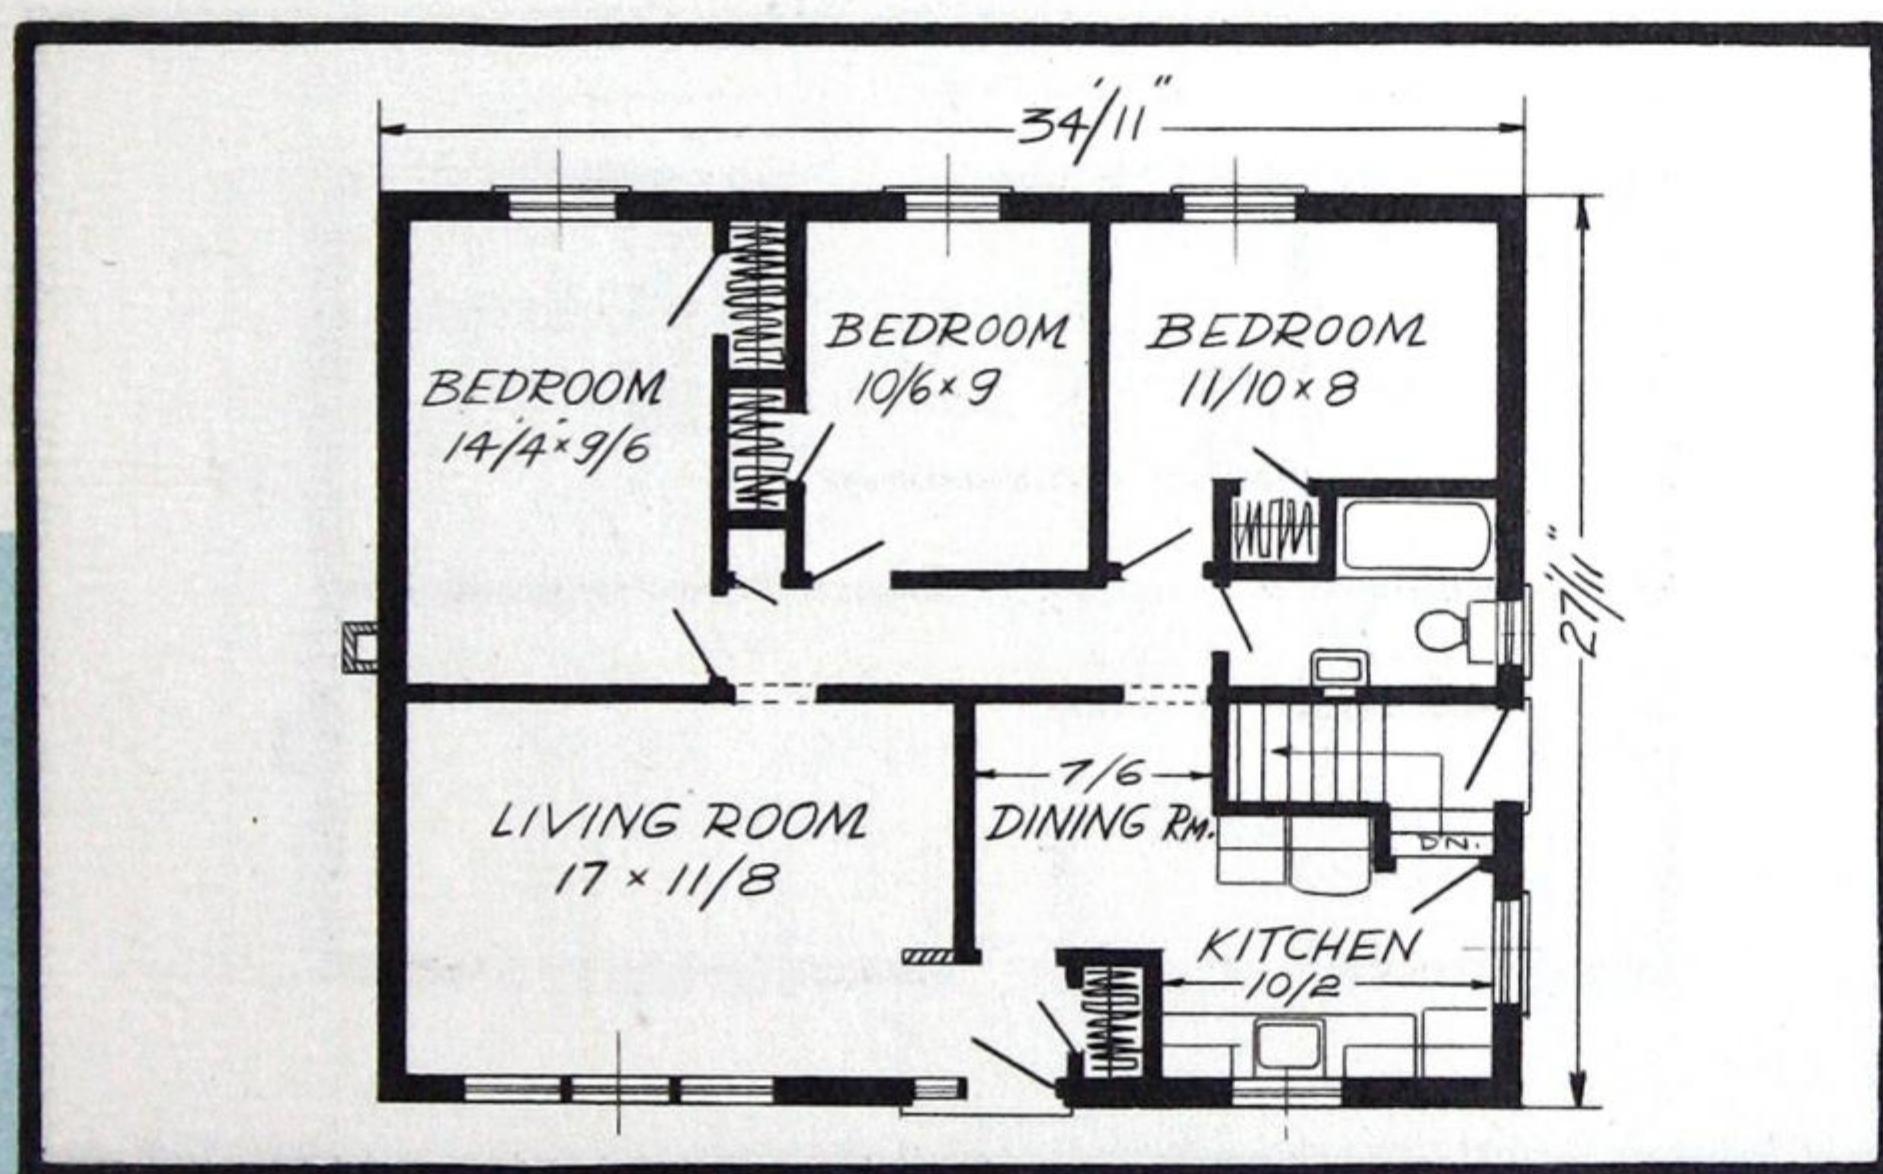 34'/11"
BEDROOM
14'/4"×9/6
BEDROOM
10/6×9
BEDROOM
11/10×8
27'/11"
LIVING ROOM
17 × 11/8
7/6
DINING RM.
DN.
KITCHEN
10/2